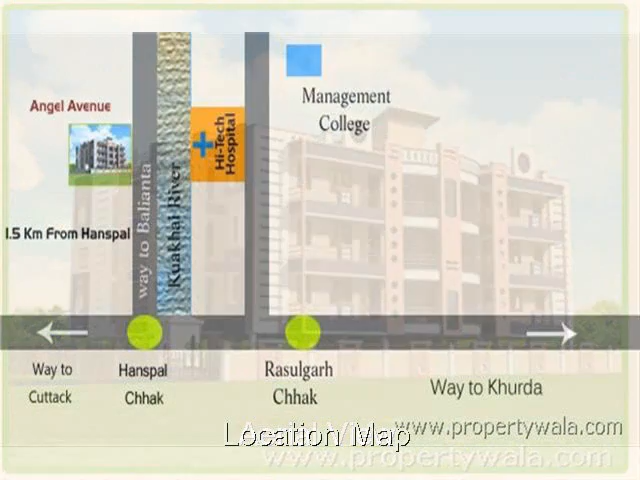 Management
College
Angel Avenue
Hi-Tech
Hospital
way to Balianta
Kuakhai River
1.5 Km From Hanspal
Way to
Cuttack
Hanspal
Chhak
Rasulgarh
Chhak
Way to Khurda
www.propertywala.com
Location Map
www.propertywala.com